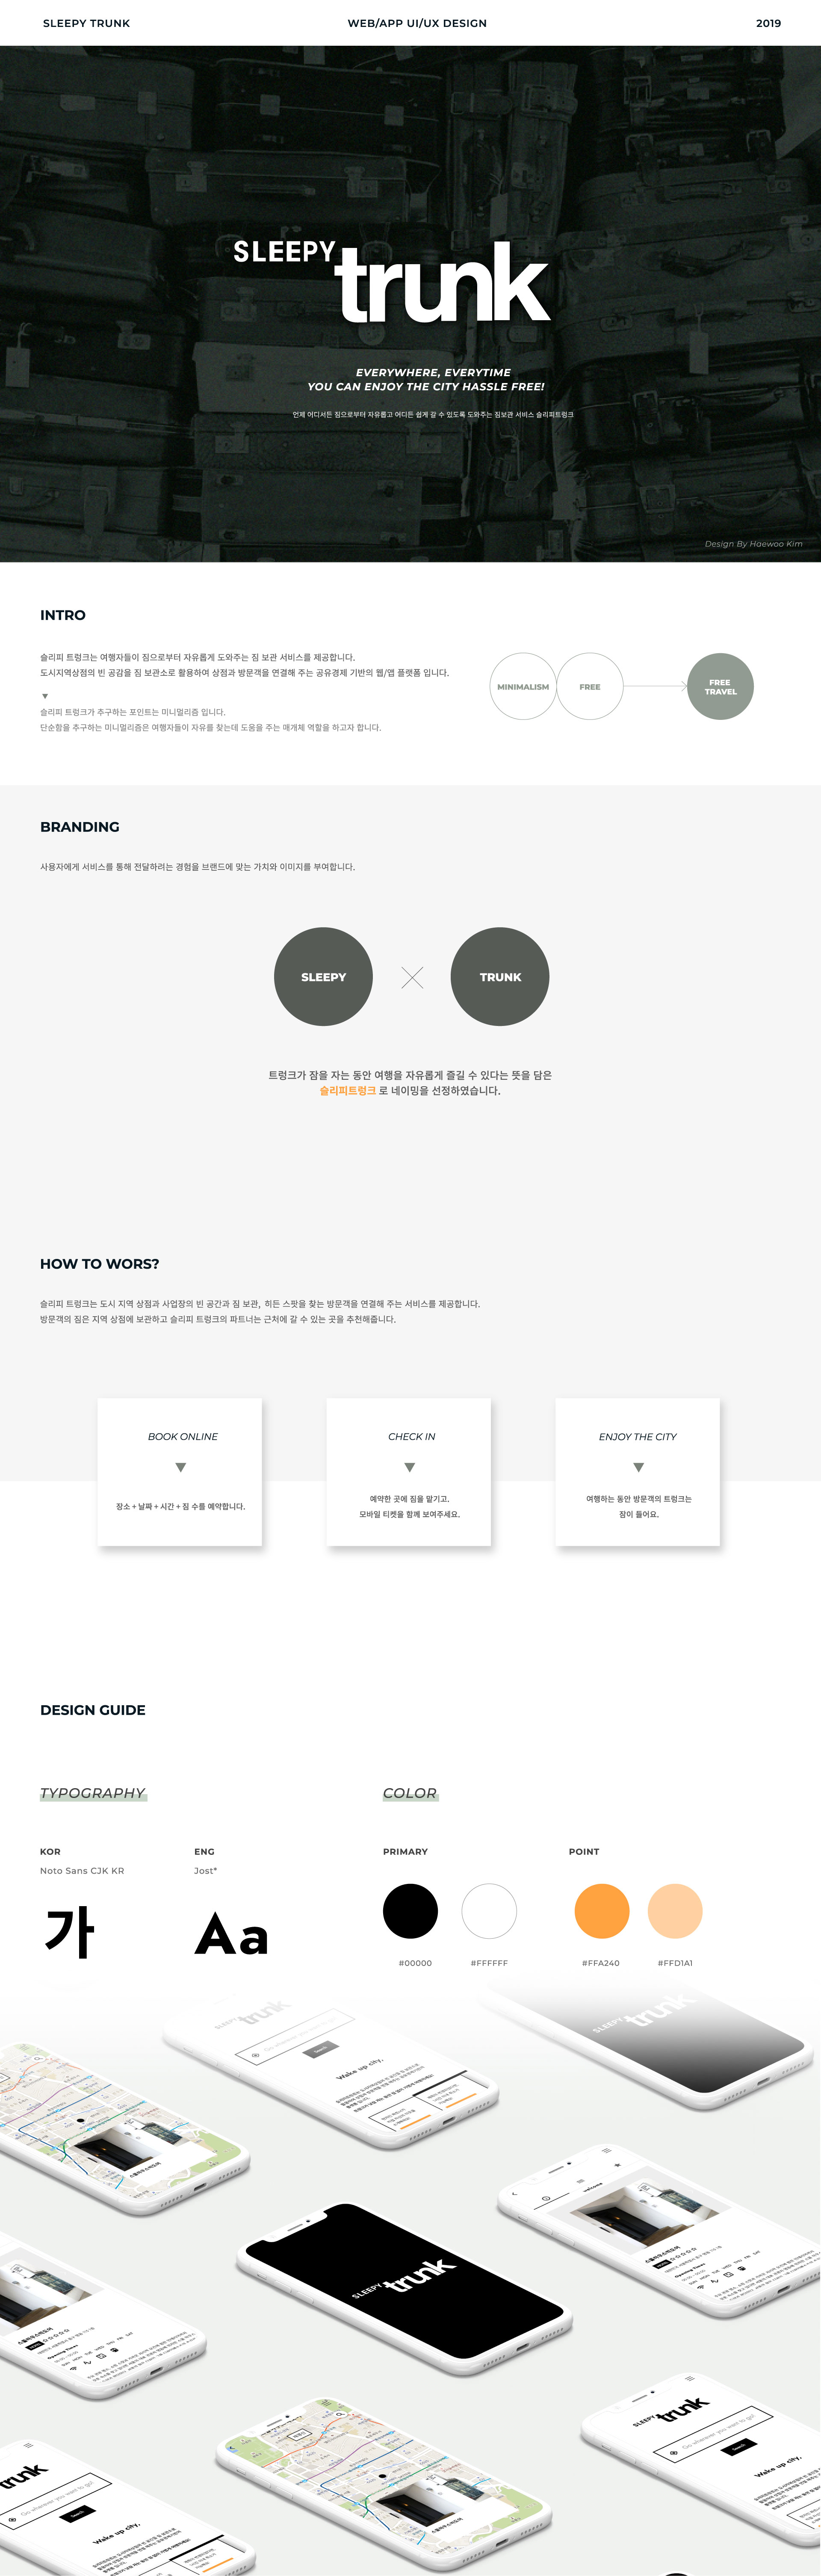 SLEEPY TRUNK
WEB/APP UI/UX DESIGN
2019
SLEEPY
trunk
EVERYWHERE, EVERYTIME
YOU CAN ENJOY THE CITY HASSLE FREE!
언제 어디서든 짐으로부터 자유롭고 어디든 쉽게 갈 수 있도록 도와주는 짐보관 서비스 슬리피트렁크
Design By Haewoo Kim
INTRO
슬리피 트렁크는 여행자들이 짐으로부터 자유롭게 도와주는 짐 보관 서비스를 제공합니다.
도시지역상점의 빈 공감을 짐 보관소로 활용하여 상점과 방문객을 연결해 주는 공유경제 기반의 웹/앱 플랫폼 입니다.
▼
슬리피 트렁크가 추구하는 포인트는 미니멀리즘 입니다.
단순함을 추구하는 미니멀리즘은 여행자들이 자유를 찾는데 도움을 주는 매개체 역할을 하고자 합니다.
MINIMALISM
FREE
FREE
TRAVEL
BRANDING
사용자에게 서비스를 통해 전달하려는 경험을 브랜드에 맞는 가치와 이미지를 부여합니다.
SLEEPY
TRUNK
트렁크가 잠을 자는 동안 여행을 자유롭게 즐길 수 있다는 뜻을 담은
슬리피트렁크 로 네이밍을 선정하였습니다.
HOW TO WORS?
슬리피 트렁크는 도시 지역 상점과 사업장의 빈 공간과 짐 보관, 히든 스팟을 찾는 방문객을 연결해 주는 서비스를 제공합니다.
방문객의 짐은 지역 상점에 보관하고 슬리피 트렁크의 파트너는 근처에 갈 수 있는 곳을 추천해줍니다.
BOOK ONLINE
▼
장소 + 날짜 + 시간 + 짐 수를 예약합니다.
CHECK IN
▼
예약한 곳에 짐을 맡기고,
모바일 티켓을 함께 보여주세요.
ENJOY THE CITY
▼
여행하는 동안 방문객의 트렁크는
잠이 들어요.
DESIGN GUIDE
TYPOGRAPHY
COLOR
KOR
ENG
PRIMARY
POINT
Noto Sans CJK KR
Jost*
가
Aa
#00000
#FFFFFF
#FFA240
#FFD1A1
SLEEPY
trunk
Search
Wake up city,
SLEEPY
trunk
welcome
Opening Times
SLEEPY
trunk
Opening Times
SLEEPY
trunk
Go wherever you want to go!
Search
Wake up city,
trunk
Go wherever you want to go!
Search
Wake up city,